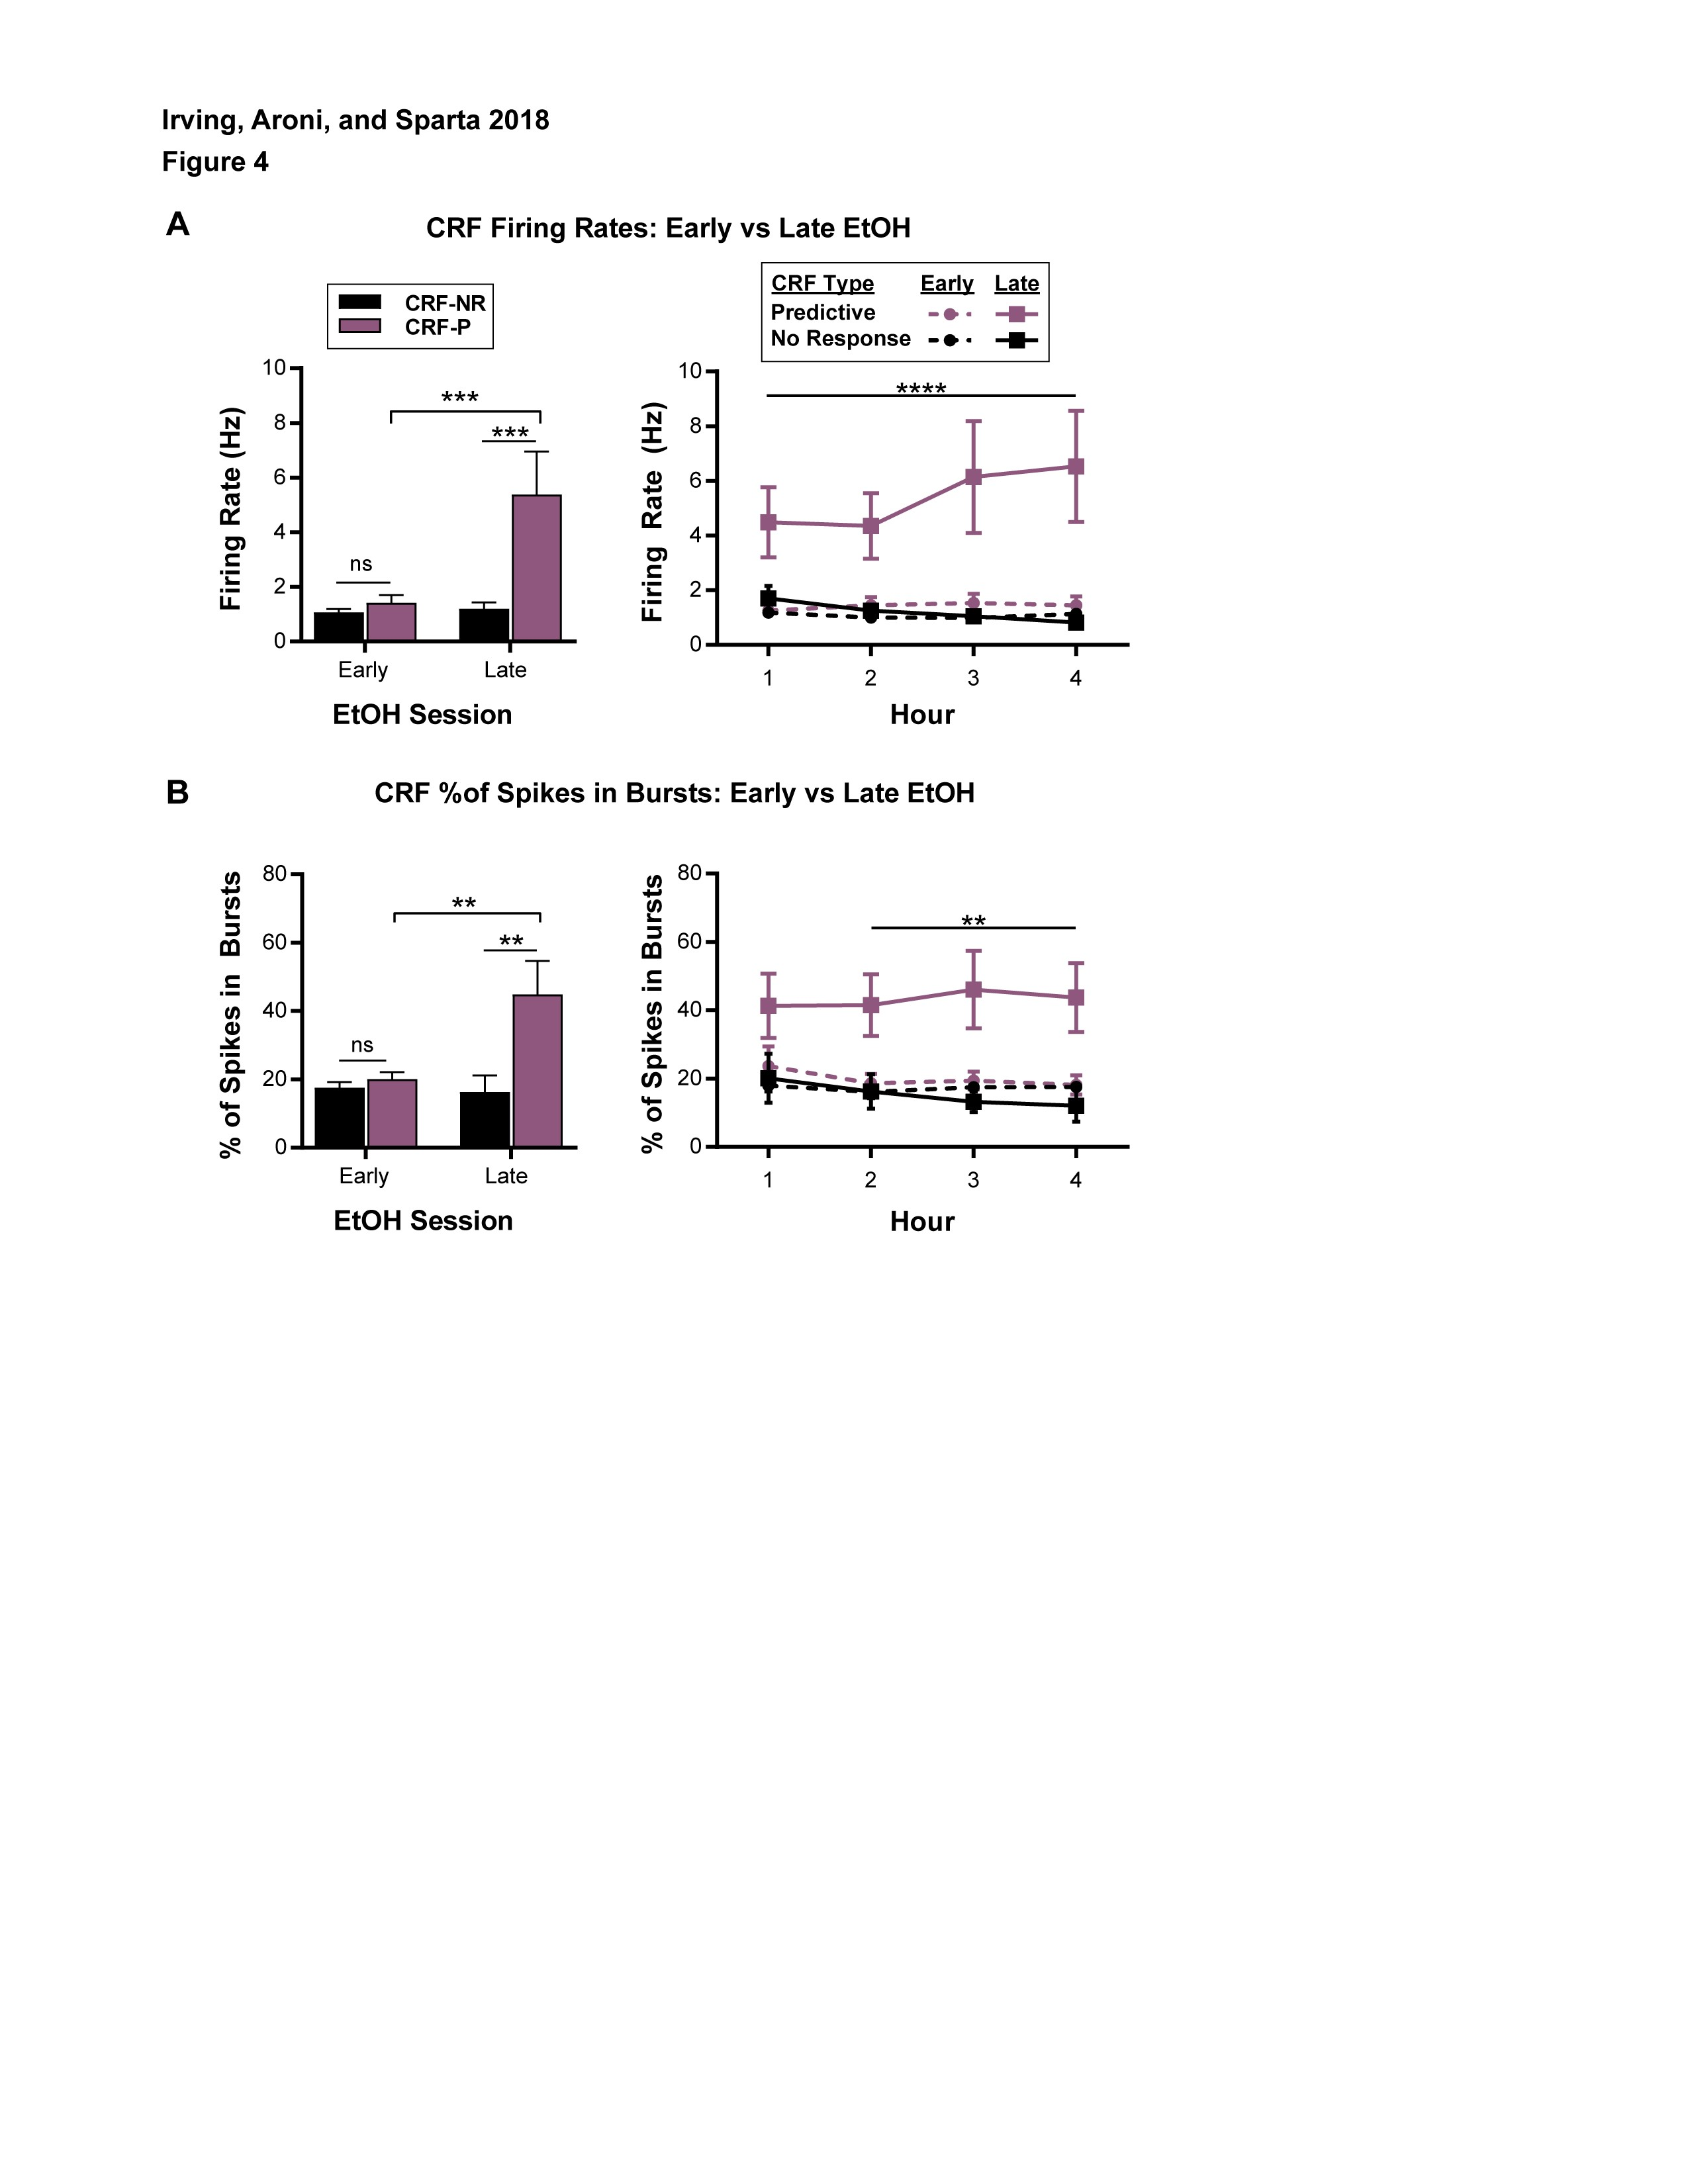 Irving, Aroni, and Sparta 2018
Figure 4
A
CRF Firing Rates: Early vs Late EtOH
CRF-NR
CRF-P
Firing Rate (Hz)
10
8
6
4
2
0
ns
***
***
Early
Late
EtOH Session
CRF Type Early Late
Predictive
No Response
Firing Rate (Hz)
10
8
6
4
2
0
****
1 2 3 4
Hour
B
CRF %of Spikes in Bursts: Early vs Late EtOH
% of Spikes in Bursts
80
60
40
20
0
ns
**
**
Early
Late
EtOH Session
% of Spikes in Bursts
80
60
40
20
0
**
1 2 3 4
Hour